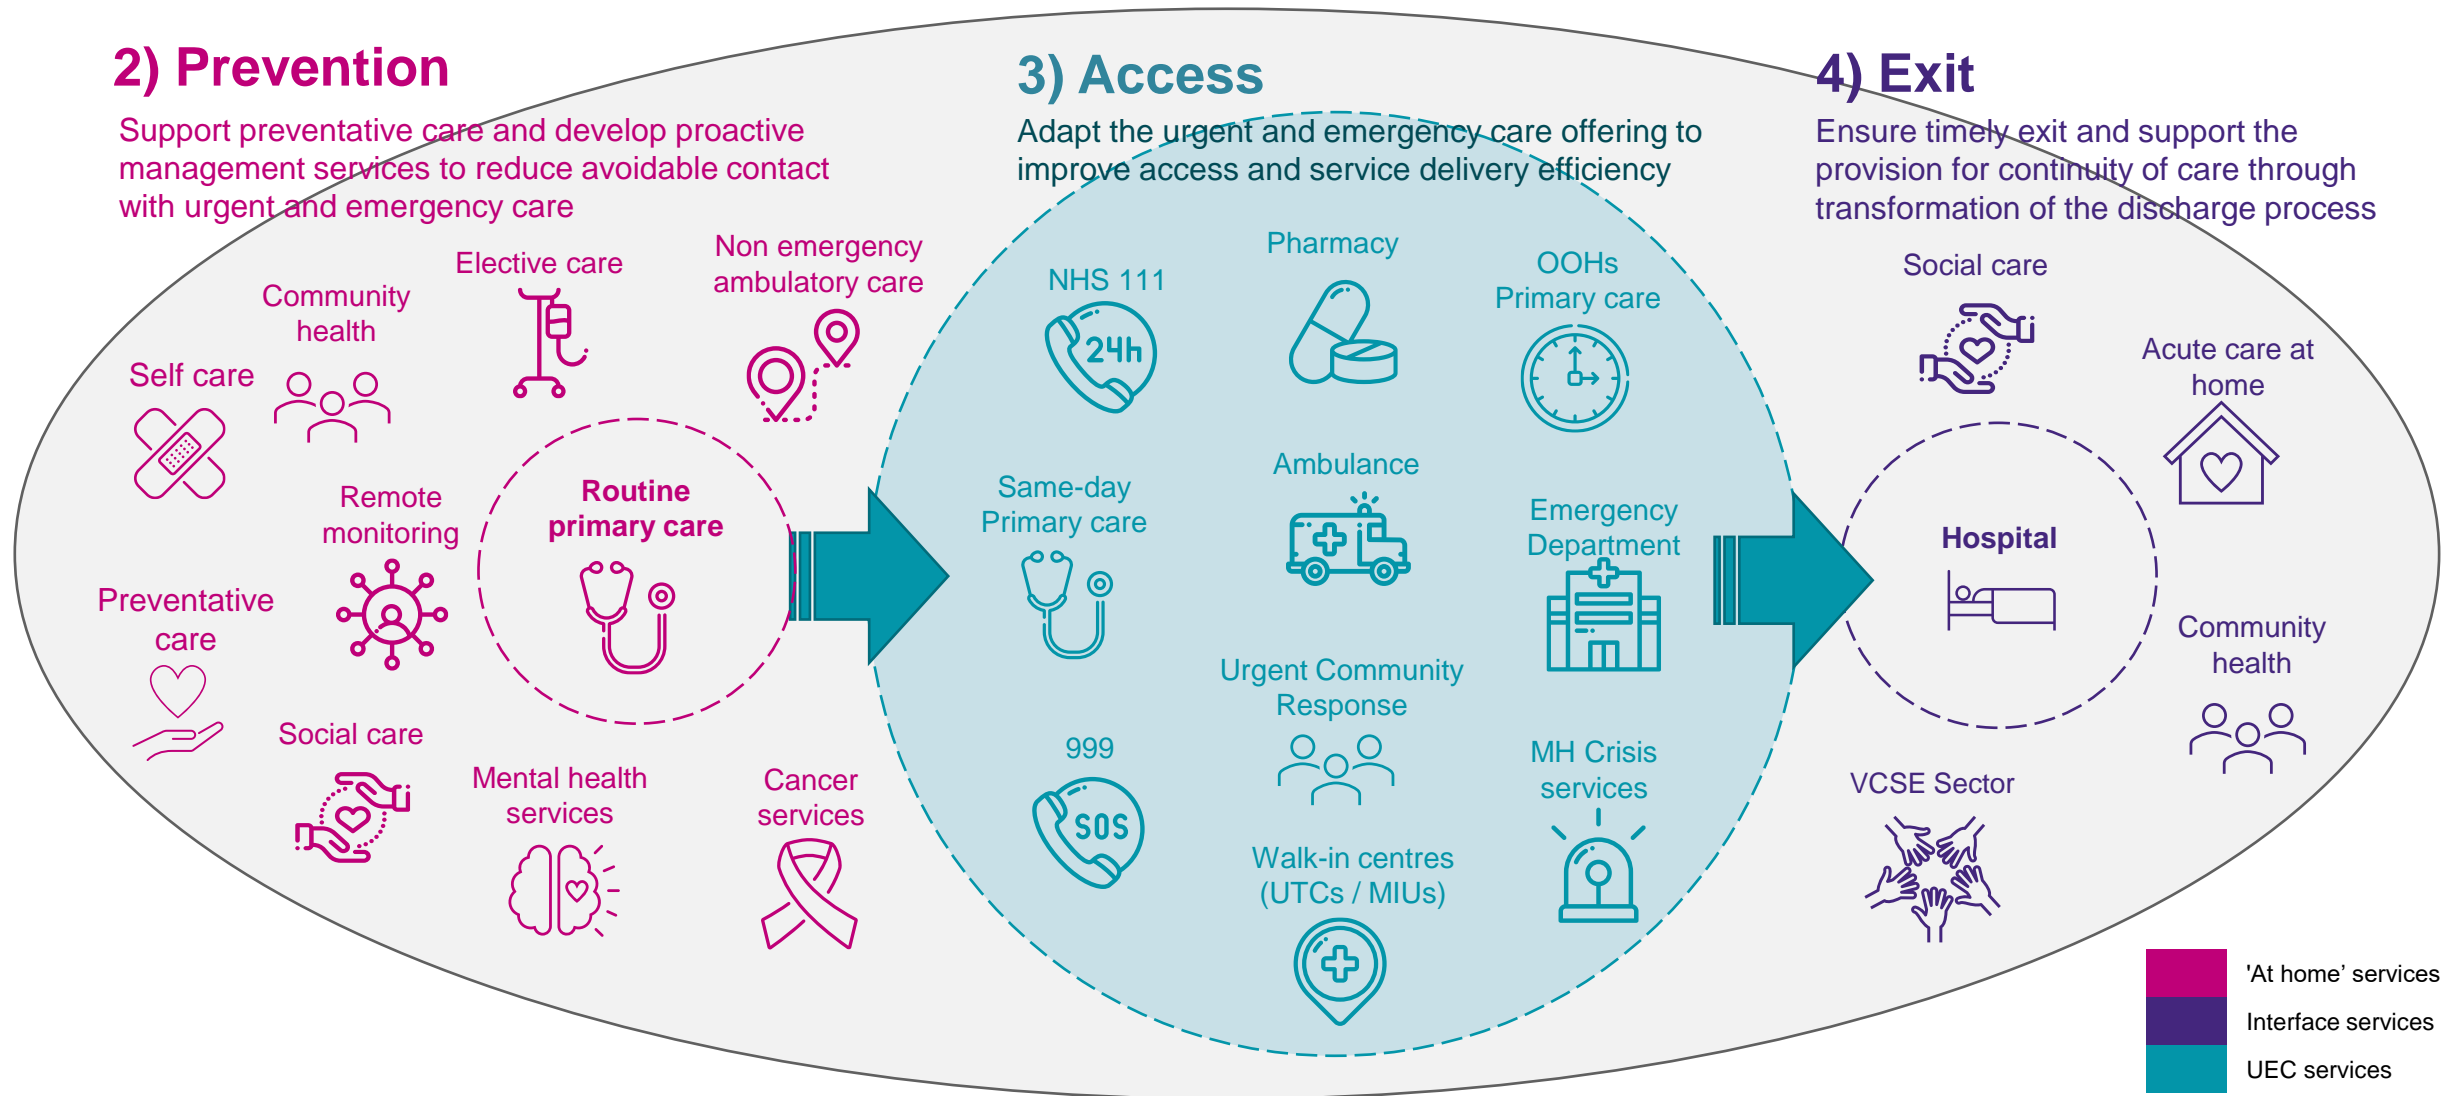 2) Prevention
Support preventative care and develop proactive
management services to reduce avoidable contact
with urgent and emergency care
Elective care
Non emergency
ambulatory care
Community
health
Self care
Remote
monitoring
Routine
primary care
Preventative
care
Social care
Mental health
services
Cancer
services
3) Access
Adapt the urgent and emergency care offering to
improve access and service delivery efficiency
NHS 111
24h
Pharmacy
OOHs
Primary care
Same-day
Primary care
Ambulance
Emergency
Department
Urgent Community
Response
999
SOS
MH Crisis
services
Walk-in centres
(UTCs / MIUs)
4) Exit
Ensure timely exit and support the
provision for continuity of care through
transformation of the discharge process
Social care
Acute care at
home
Hospital
Community
health
VCSE Sector
'At home’ services
Interface services
UEC services